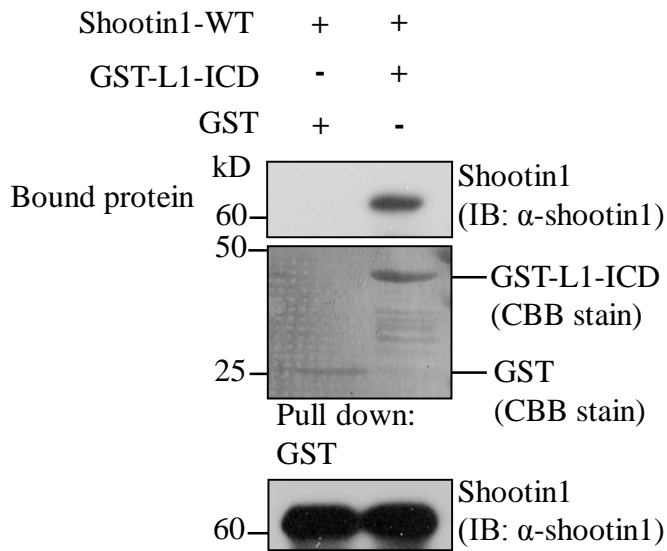 Shootin1-WT + +
GST-L1-ICD - +
GST + -
kD
Bound protein
60
Shootin1
(IB: α-shootin1)
50
GST-L1-ICD
(CBB stain)
25
GST
(CBB stain)
Pull down:
GST
60
Shootin1
(IB: α-shootin1)